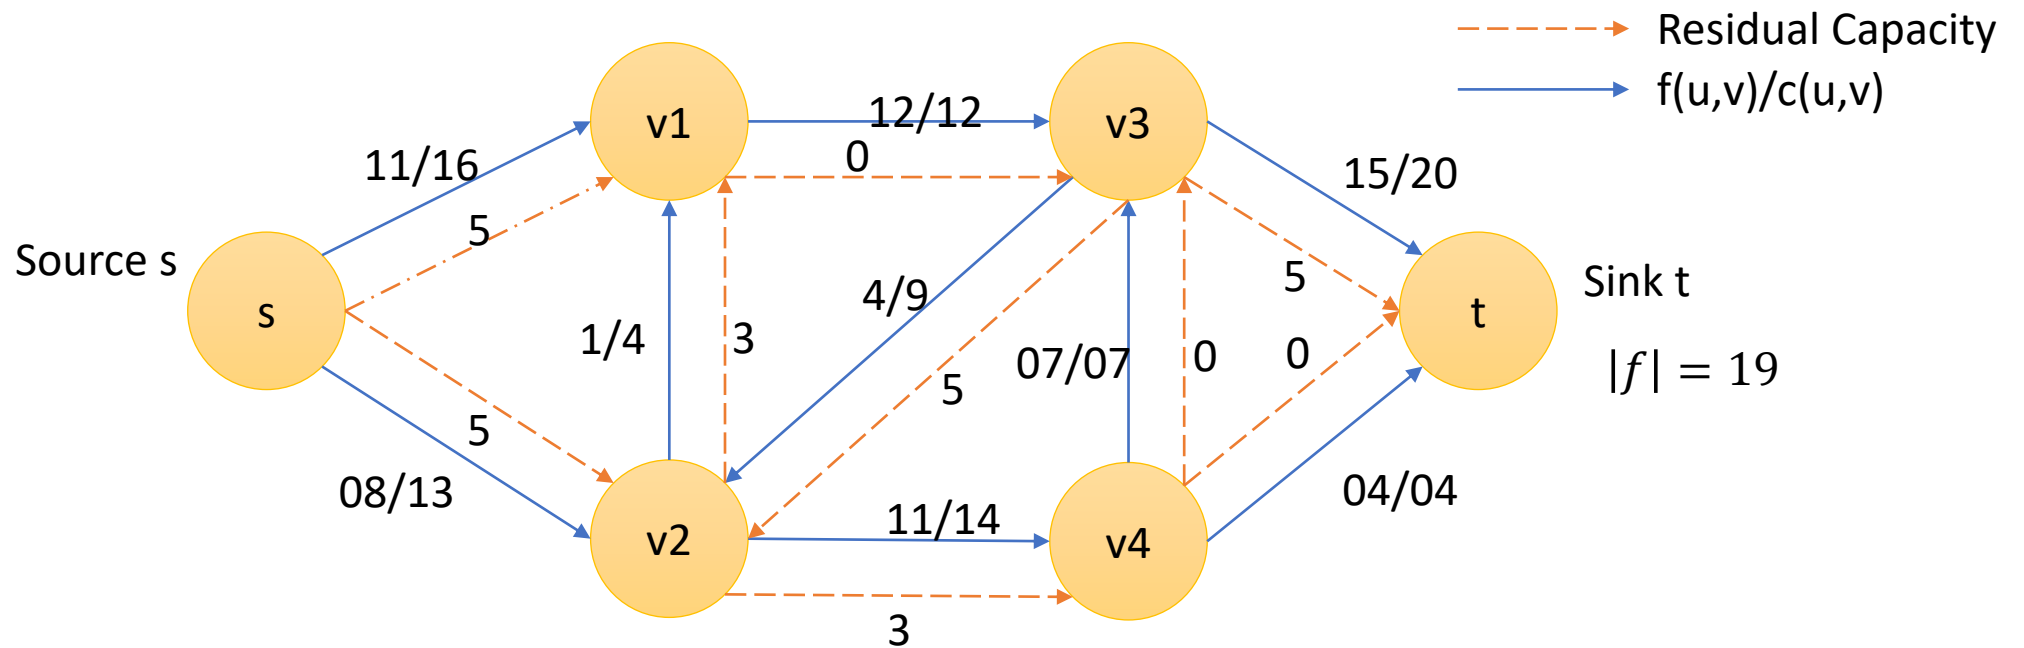 Residual Capacity
f(u,v)/c(u,v)
v1
12/12
v3
0
11/16
15/20
5
Source s
s
1/4
3
4/9
5
07/07
0
5
0
t
Sink t
|f| = 19
5
08/13
v2
11/14
v4
04/04
3